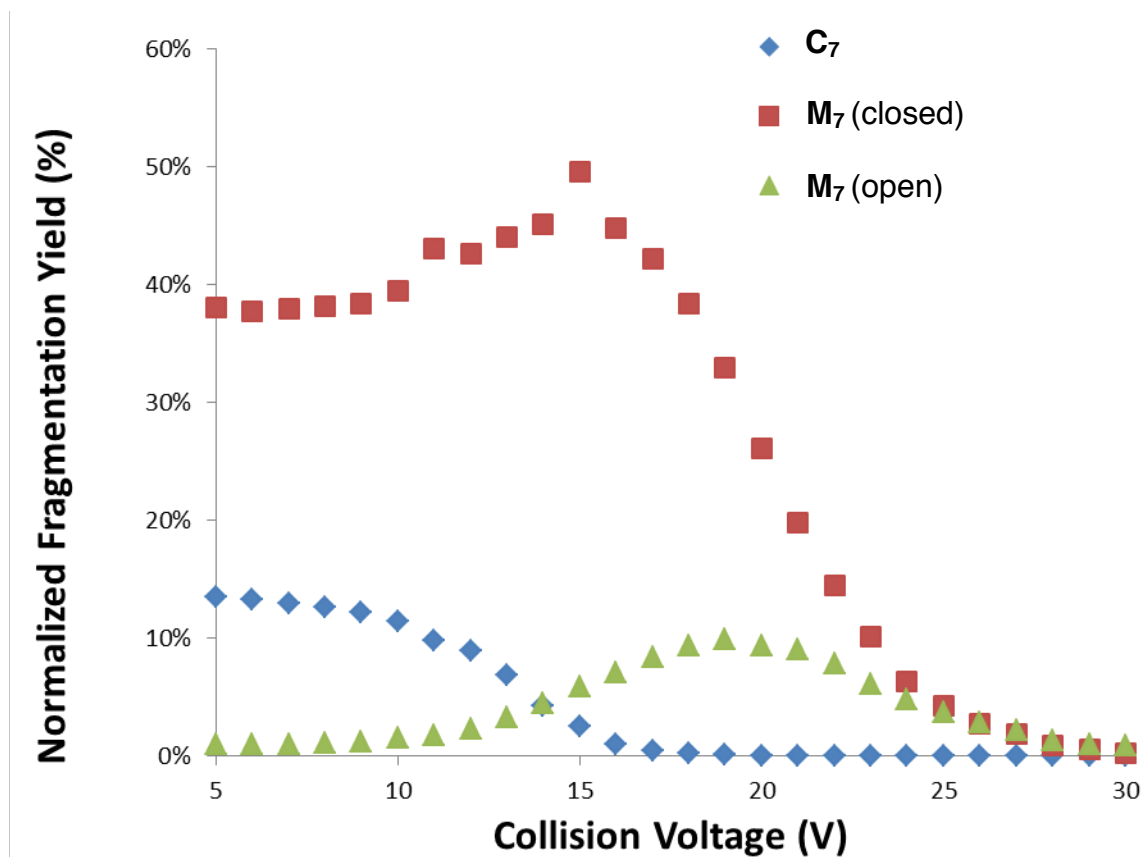 60%
50%
40%
30%
20%
10%
0%
5
10
15
20
25
30
Normalized Fragmentation Yield (%)
Collision Voltage (V)
C₇
M₇ (closed)
M₇ (open)